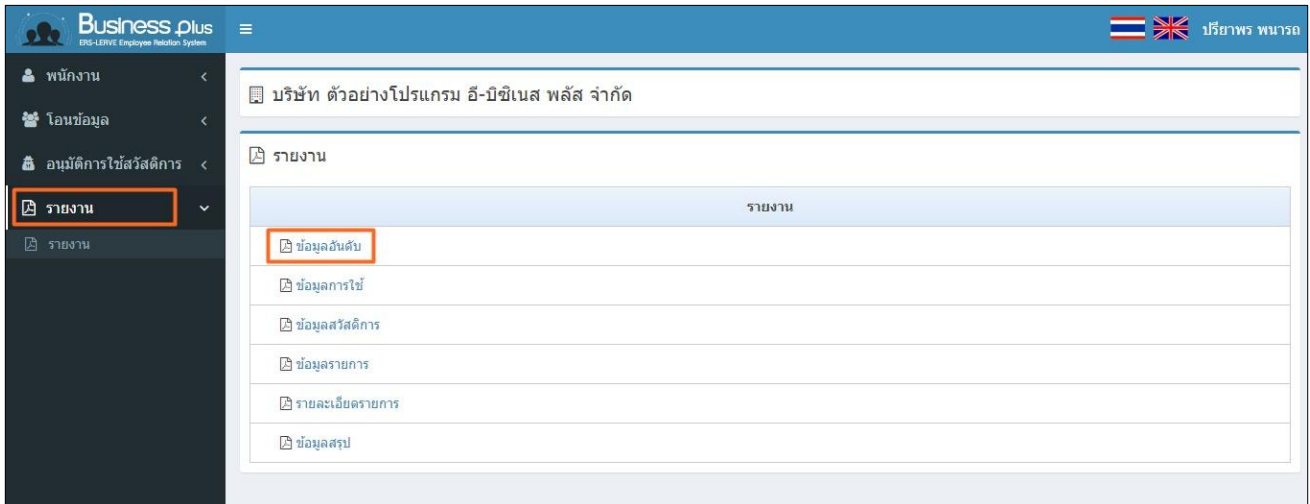 Business Plus
ERS-LERVE Employee Relation System
ปรียาพร พนารถ
พนักงาน
โอนข้อมูล
อนุมัติการใช้สวัสดิการ
รายงาน
รายงาน
บริษัท ตัวอย่างโปรแกรม อี-บิซิเนส พลัส จำกัด
รายงาน
รายงาน
ข้อมูลอันดับ
ข้อมูลการใช้
ข้อมูลสวัสดิการ
ข้อมูลรายการ
รายละเอียดรายการ
ข้อมูลสรุป